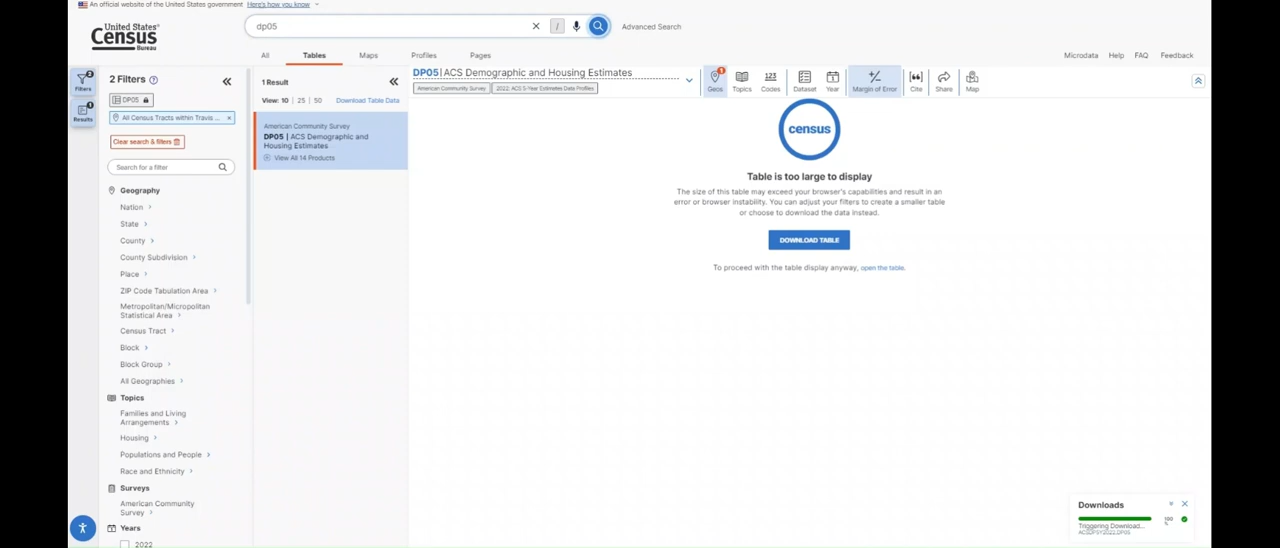 An official website of the United States government Here's how you know
United States®
Census
Bureau
dp05
/
Advanced Search
All
Tables
Maps
Profiles
Pages
Microdata
Help
FAQ
Feedback
2
Filters
1
Results
2 Filters
DP05
All Census Tracts within Travis ...
Clear search & filters
Search for a filter
Geography
Nation
State
County
County Subdivision
Place
ZIP Code Tabulation Area
Metropolitan/Micropolitan
Statistical Area
Census Tract
Block
Block Group
All Geographies
Topics
Families and Living
Arrangements
Housing
Populations and People
Race and Ethnicity
Surveys
American Community
Survey
Years
2022
1 Result
View: 10 | 25 | 50
Download Table Data
American Community Survey
DP05 | ACS Demographic and
Housing Estimates
View All 14 Products
DP05 | ACS Demographic and Housing Estimates
American Community Survey
2022: ACS 5-Year Estimates Data Profiles
1
Geos
Topics
123
Codes
Dataset
Year
Margin of Error
Cite
Share
Map
census
Table is too large to display
The size of this table may exceed your browser's capabilities and result in an
error or browser instability. You can adjust your filters to create a smaller table
or choose to download the data instead.
DOWNLOAD TABLE
To proceed with the table display anyway, open the table.
Downloads
Triggering Download...
100
%
ACSDP5Y2022.DP05